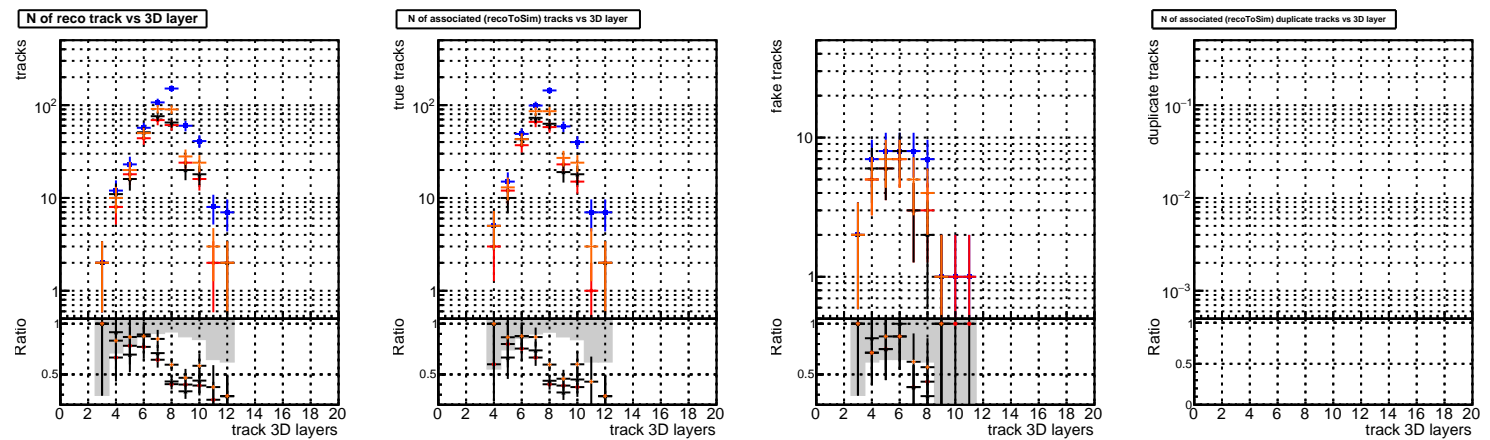 N of reco track vs 3D layer
tracks
10²
10
1
Ratio
1
0.5
0 2 4 6 8 10 12 14 16 18 20
track 3D layers
N of associated (recoToSim) tracks vs 3D layer
true tracks
10²
10
1
Ratio
1
0.5
0 2 4 6 8 10 12 14 16 18 20
track 3D layers
fake tracks
10
1
Ratio
1
0.5
0 2 4 6 8 10 12 14 16 18 20
track 3D layers
N of associated (recoToSim) duplicate tracks vs 3D layer
duplicate tracks
10⁻¹
10⁻²
10⁻³
Ratio
1
0.5
0
0 2 4 6 8 10 12 14 16 18 20
track 3D layers